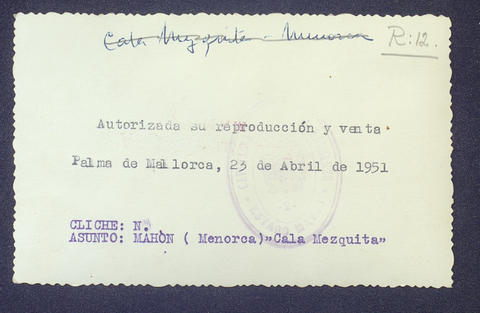 Cala Mezquita - Menorca
R:12.
Autorizada su reproducción y venta.
Palma de Mallorca, 23 de Abril de 1951
CLICHE: N.
ASUNTO: MAHÒN ( Menorca)"Cala Mezquita"